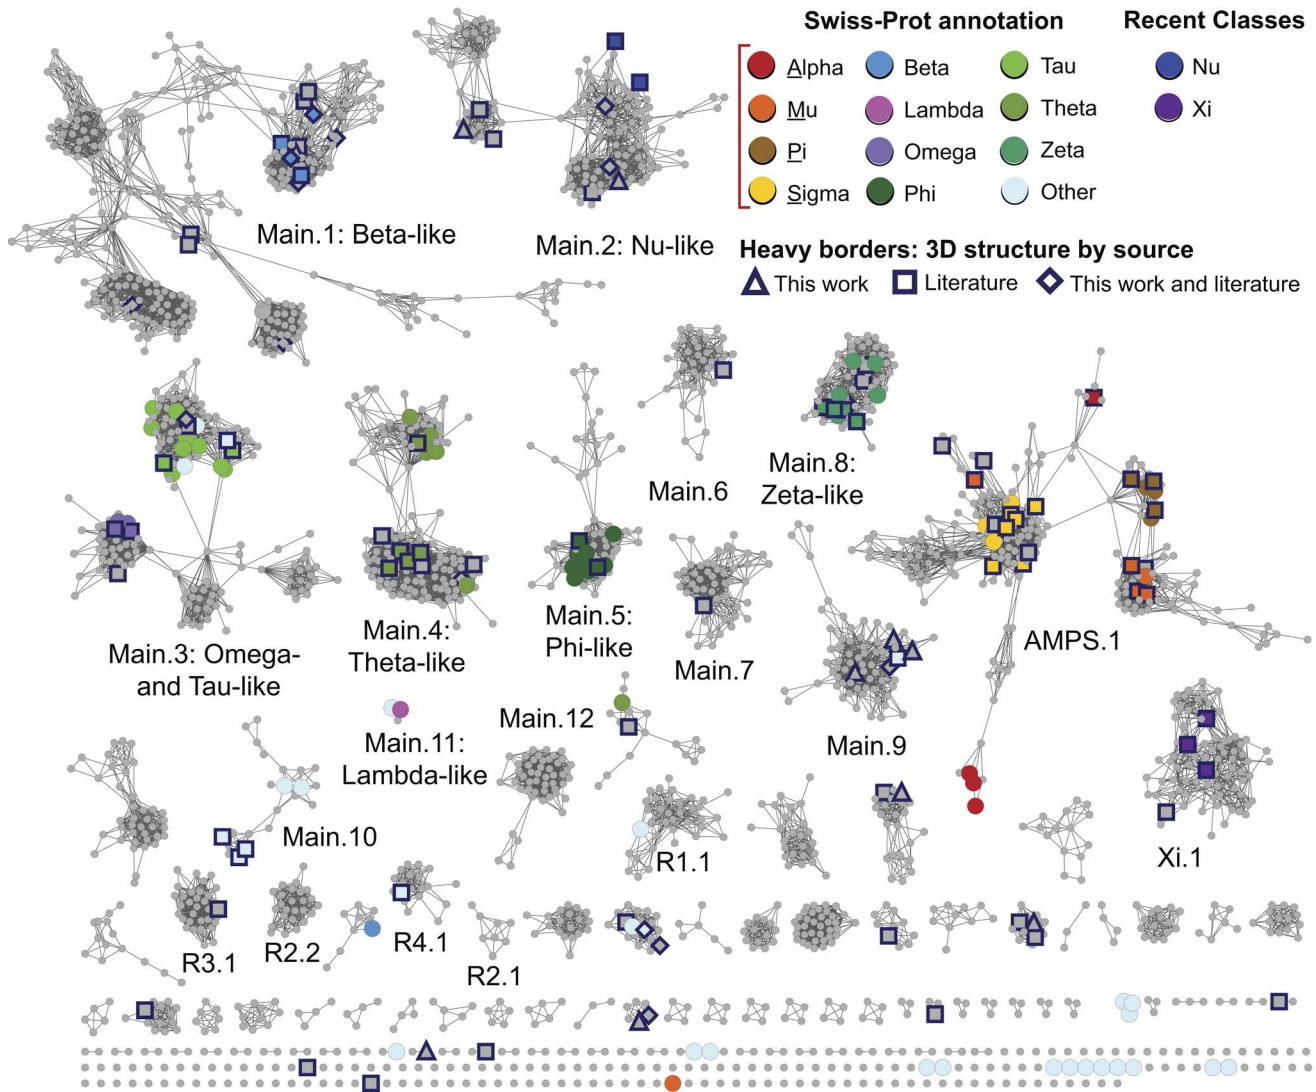 Swiss-Prot annotation
Recent Classes
Alpha
Beta
Tau
Nu
Mu
Lambda
Theta
Xi
Pi
Omega
Zeta
Sigma
Phi
Other
Heavy borders: 3D structure by source
This work
Literature
This work and literature
Main.1: Beta-like
Main.2: Nu-like
Main.6
Main.8:
Zeta-like
Main.3: Omega-
and Tau-like
Main.4:
Theta-like
Main.5:
Phi-like
Main.7
AMPS.1
Main.11:
Lambda-like
Main.12
Main.9
Main.10
R1.1
Xi.1
R3.1
R2.2
R4.1
R2.1